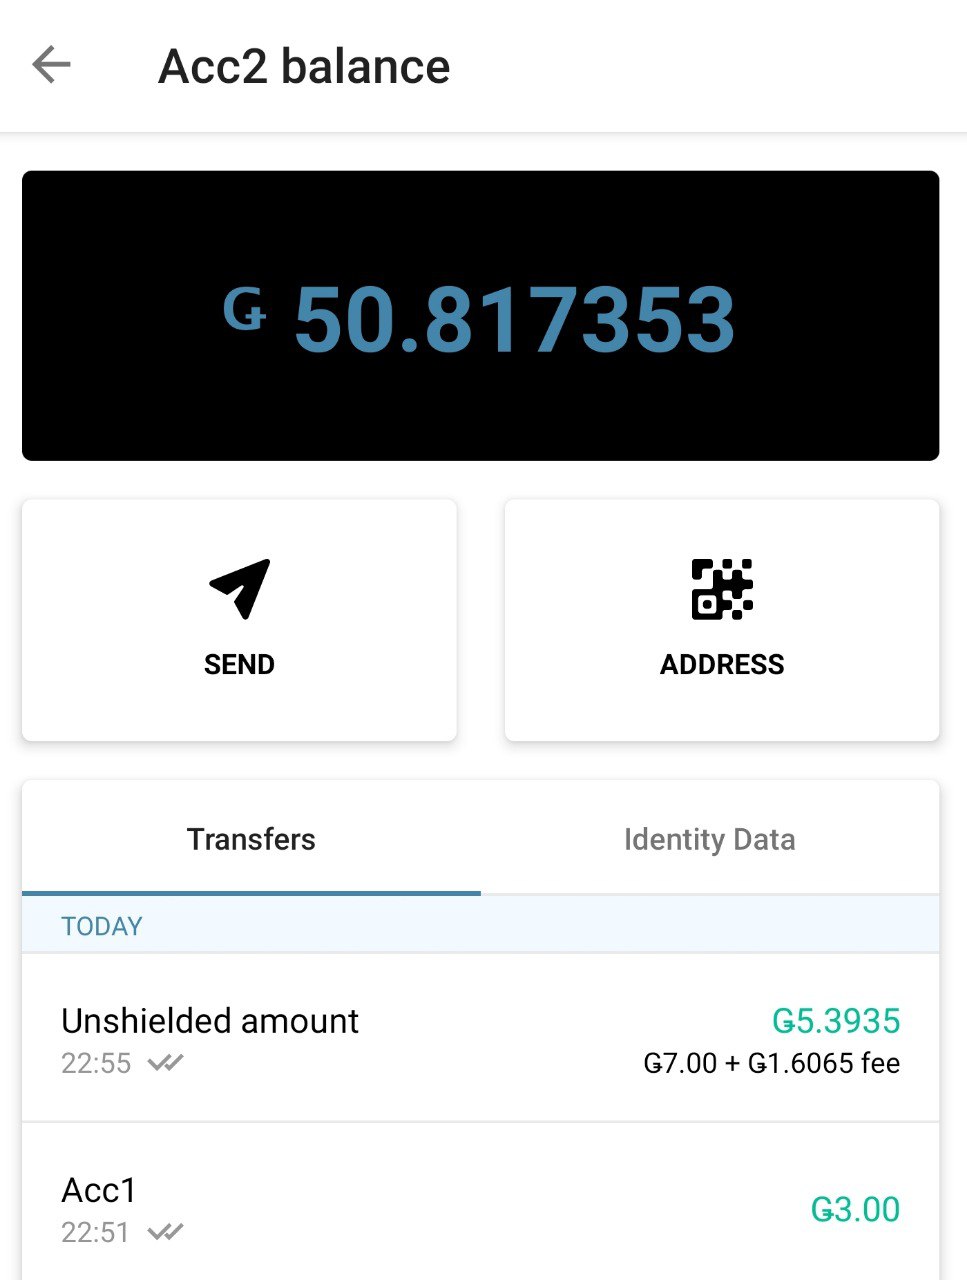 Acc2 balance
Ǥ 50.817353
SEND
ADDRESS
Transfers
Identity Data
TODAY
Unshielded amount
Ǥ5.3935
22:55
Ǥ7.00 + Ǥ1.6065 fee
Acc1
Ǥ3.00
22:51